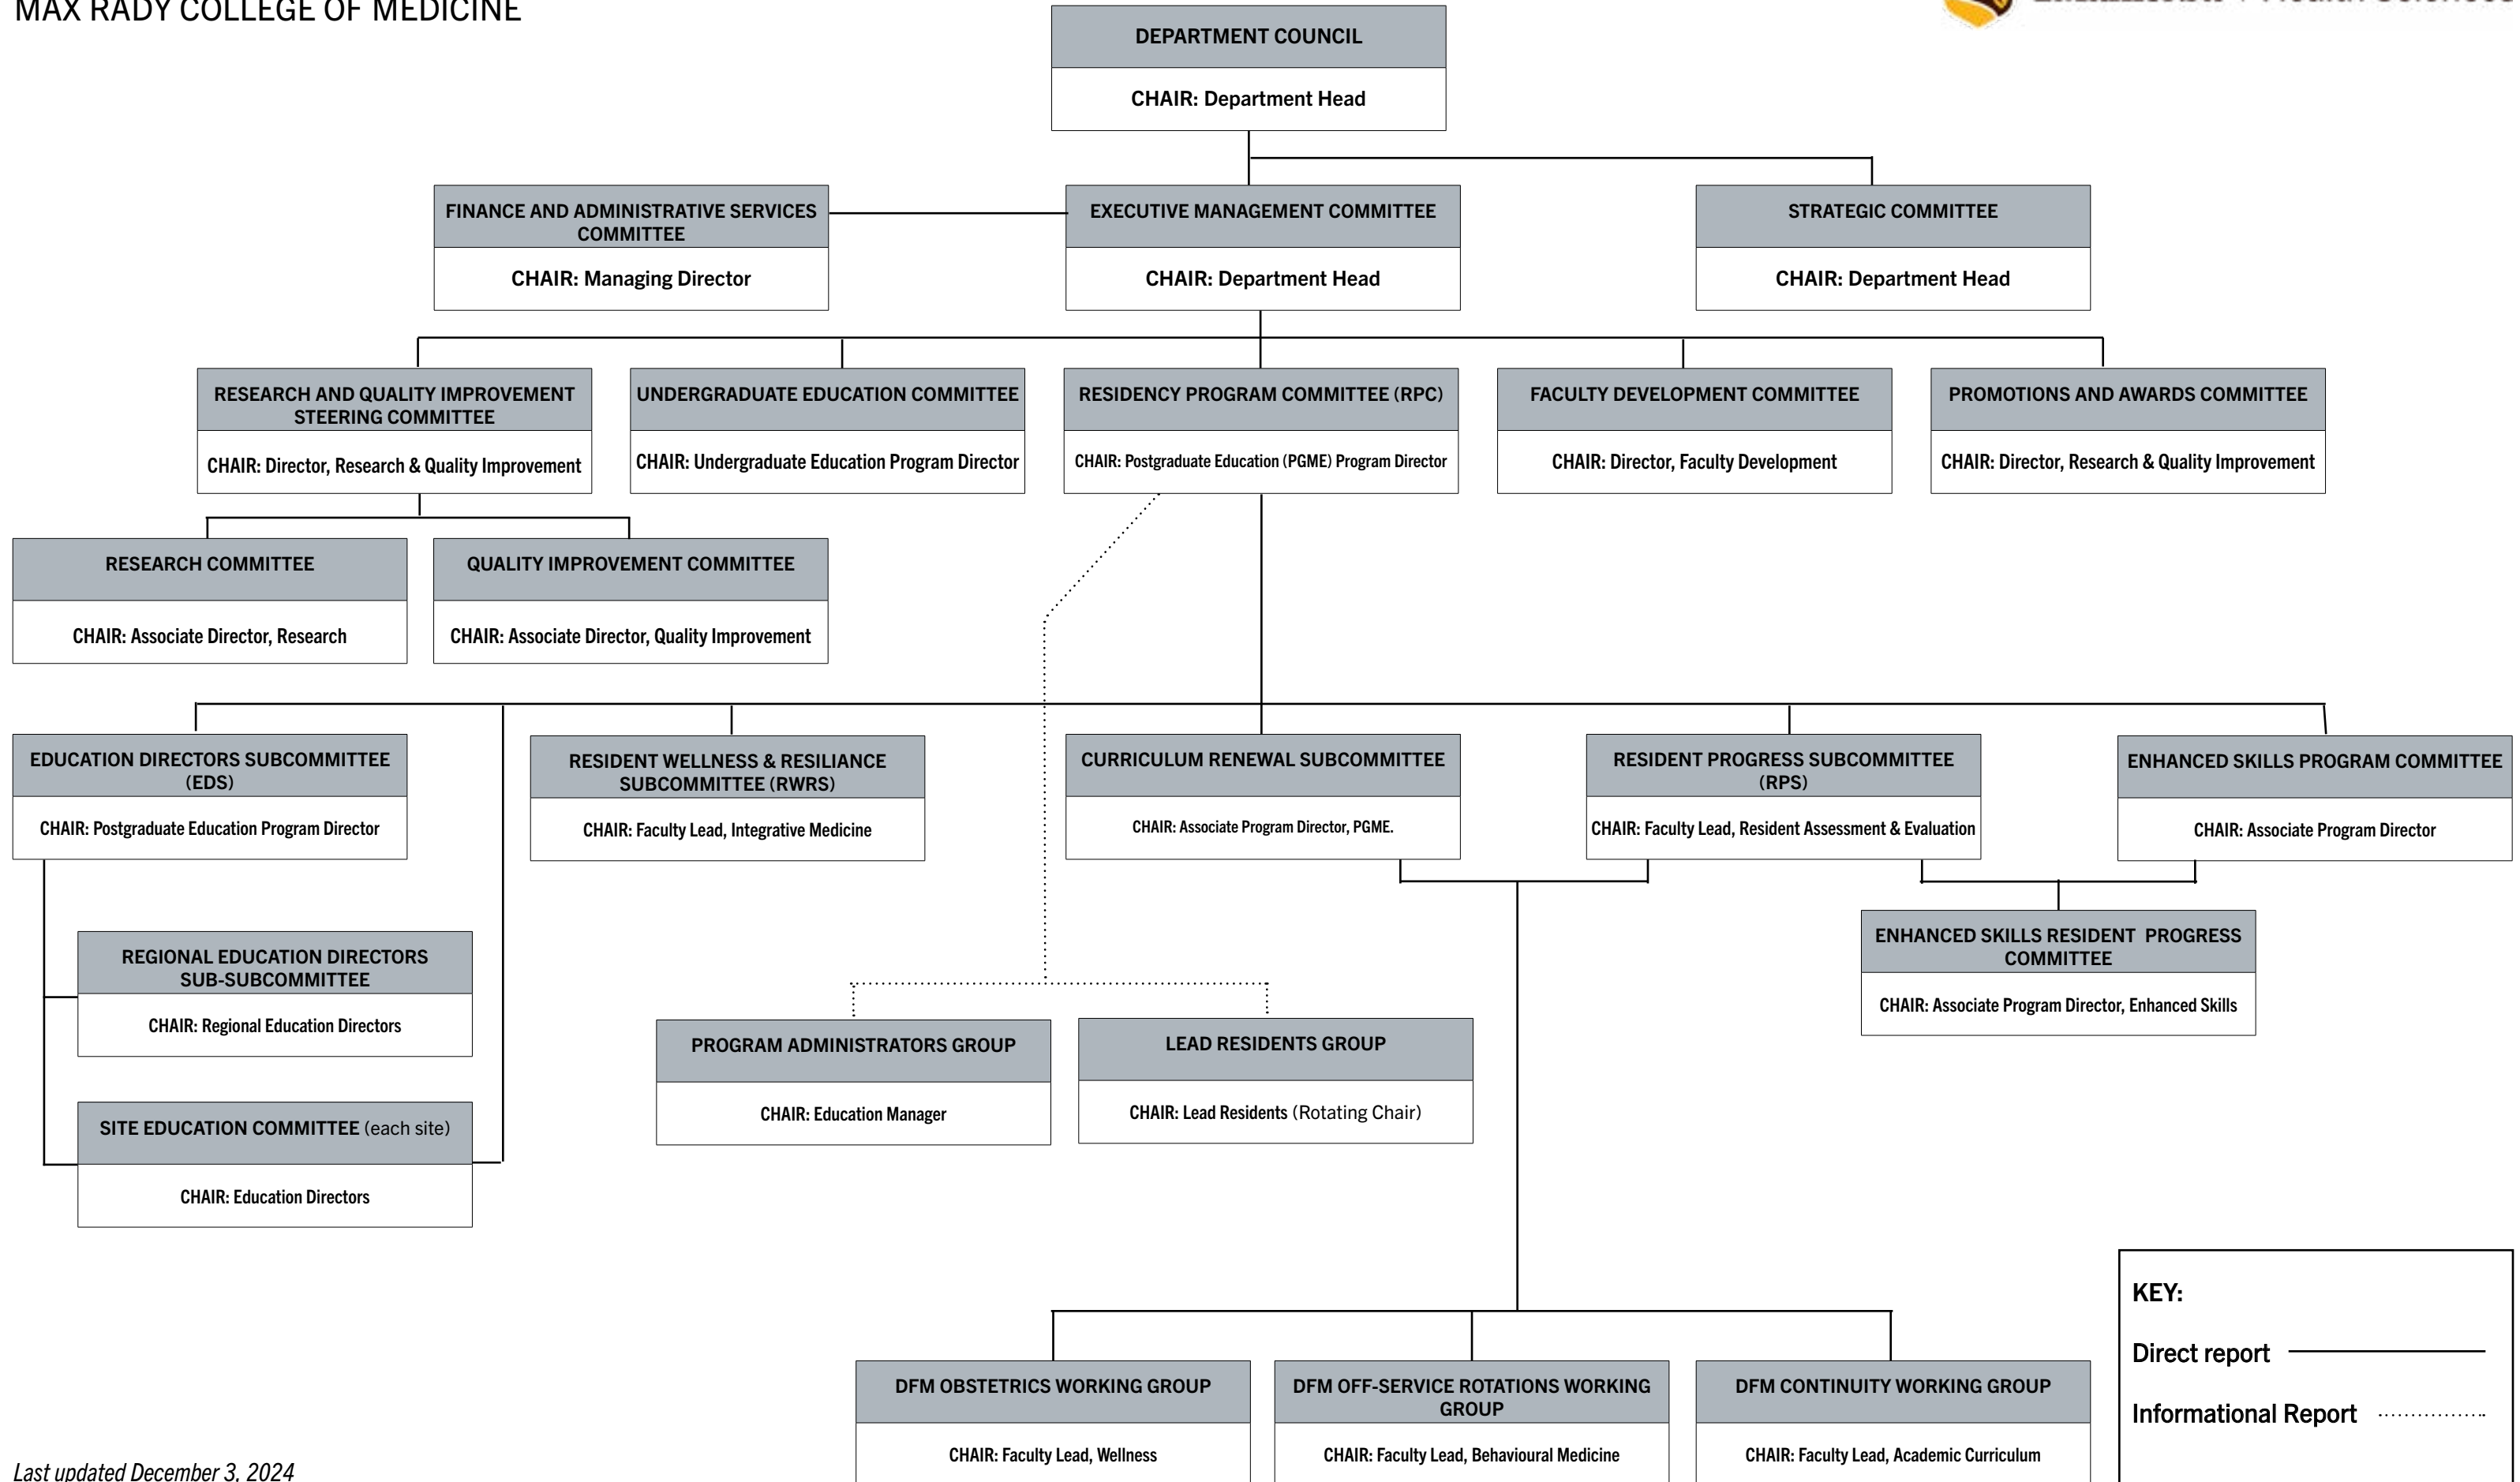 MAX RADY COLLEGE OF MEDICINE
DEPARTMENT COUNCIL
CHAIR: Department Head
FINANCE AND ADMINISTRATIVE SERVICES
COMMITTEE
CHAIR: Managing Director
EXECUTIVE MANAGEMENT COMMITTEE
CHAIR: Department Head
STRATEGIC COMMITTEE
CHAIR: Department Head
RESEARCH AND QUALITY IMPROVEMENT
STEERING COMMITTEE
CHAIR: Director, Research & Quality Improvement
UNDERGRADUATE EDUCATION COMMITTEE
CHAIR: Undergraduate Education Program Director
RESIDENCY PROGRAM COMMITTEE (RPC)
CHAIR: Postgraduate Education (PGME) Program Director
FACULTY DEVELOPMENT COMMITTEE
CHAIR: Director, Faculty Development
PROMOTIONS AND AWARDS COMMITTEE
CHAIR: Director, Research & Quality Improvement
RESEARCH COMMITTEE
CHAIR: Associate Director, Research
QUALITY IMPROVEMENT COMMITTEE
CHAIR: Associate Director, Quality Improvement
EDUCATION DIRECTORS SUBCOMMITTEE
(EDS)
CHAIR: Postgraduate Education Program Director
RESIDENT WELLNESS & RESILIANCE
SUBCOMMITTEE (RWRS)
CHAIR: Faculty Lead, Integrative Medicine
CURRICULUM RENEWAL SUBCOMMITTEE
CHAIR: Associate Program Director, PGME.
RESIDENT PROGRESS SUBCOMMITTEE
(RPS)
CHAIR: Faculty Lead, Resident Assessment & Evaluation
ENHANCED SKILLS PROGRAM COMMITTEE
CHAIR: Associate Program Director
REGIONAL EDUCATION DIRECTORS
SUB-SUBCOMMITTEE
CHAIR: Regional Education Directors
ENHANCED SKILLS RESIDENT PROGRESS
COMMITTEE
CHAIR: Associate Program Director, Enhanced Skills
PROGRAM ADMINISTRATORS GROUP
CHAIR: Education Manager
LEAD RESIDENTS GROUP
CHAIR: Lead Residents (Rotating Chair)
SITE EDUCATION COMMITTEE (each site)
CHAIR: Education Directors
DFM OBSTETRICS WORKING GROUP
CHAIR: Faculty Lead, Wellness
DFM OFF-SERVICE ROTATIONS WORKING
GROUP
CHAIR: Faculty Lead, Behavioural Medicine
DFM CONTINUITY WORKING GROUP
CHAIR: Faculty Lead, Academic Curriculum
KEY:
Direct report
Informational Report
Last updated December 3, 2024